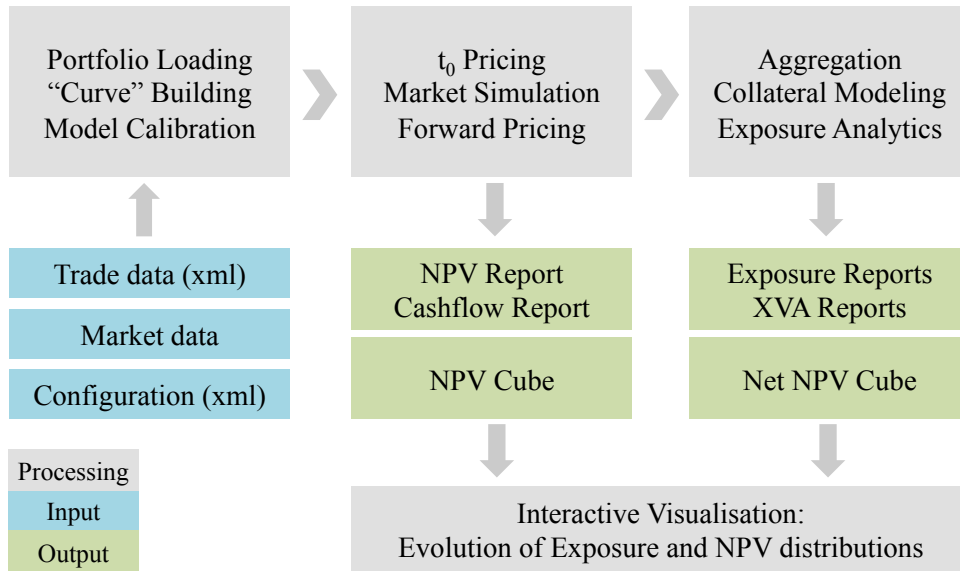 Portfolio Loading
“Curve” Building
Model Calibration
t₀ Pricing
Market Simulation
Forward Pricing
Aggregation
Collateral Modeling
Exposure Analytics
Trade data (xml)
Market data
Configuration (xml)
NPV Report
Cashflow Report
NPV Cube
Exposure Reports
XVA Reports
Net NPV Cube
Processing
Input
Output
Interactive Visualisation:
Evolution of Exposure and NPV distributions